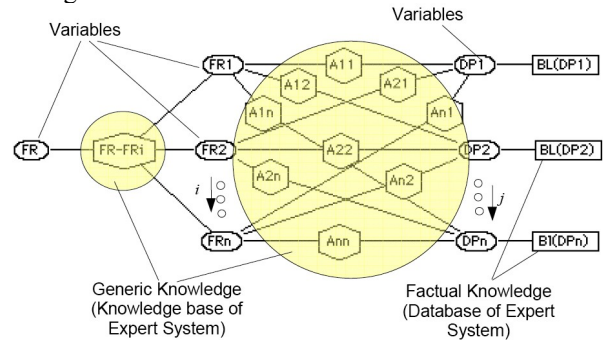 Variables
Variables
FR1
A11
DP1
BL(DP1)
A12
A21
A1n
An1
FR
FR-FRi
FR2
A22
DP2
BL(DP2)
A2n
An2
i
j
FRn
Ann
DPn
B1(DPn)
Generic Knowledge
(Knowledge base of
Expert System)
Factual Knowledge
(Database of Expert
System)